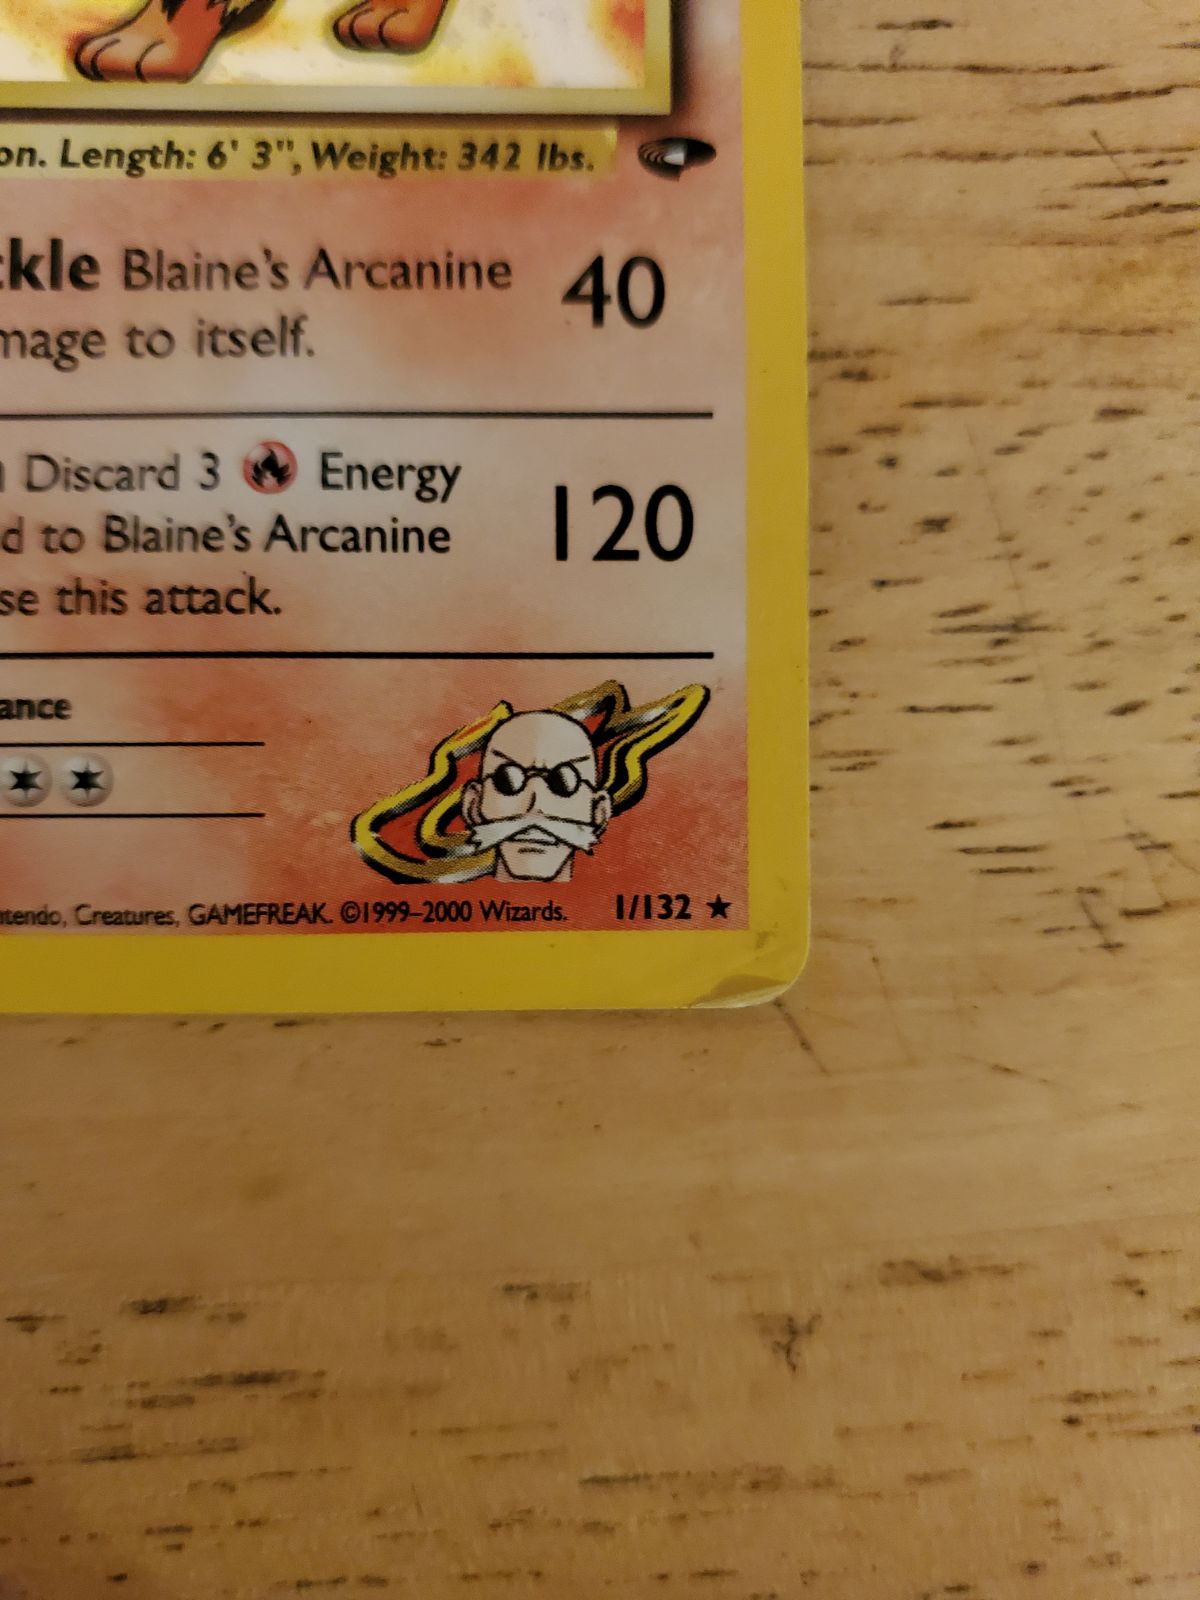 on. Length: 6' 3", Weight: 342 lbs.
kle Blaine's Arcanine 40
mage to itself.
Discard 3 Energy
d to Blaine's Arcanine 120
se this attack.
ance
ntendo, Creatures, GAMEFREAK. ©1999–2000 Wizards. 1/132 ★